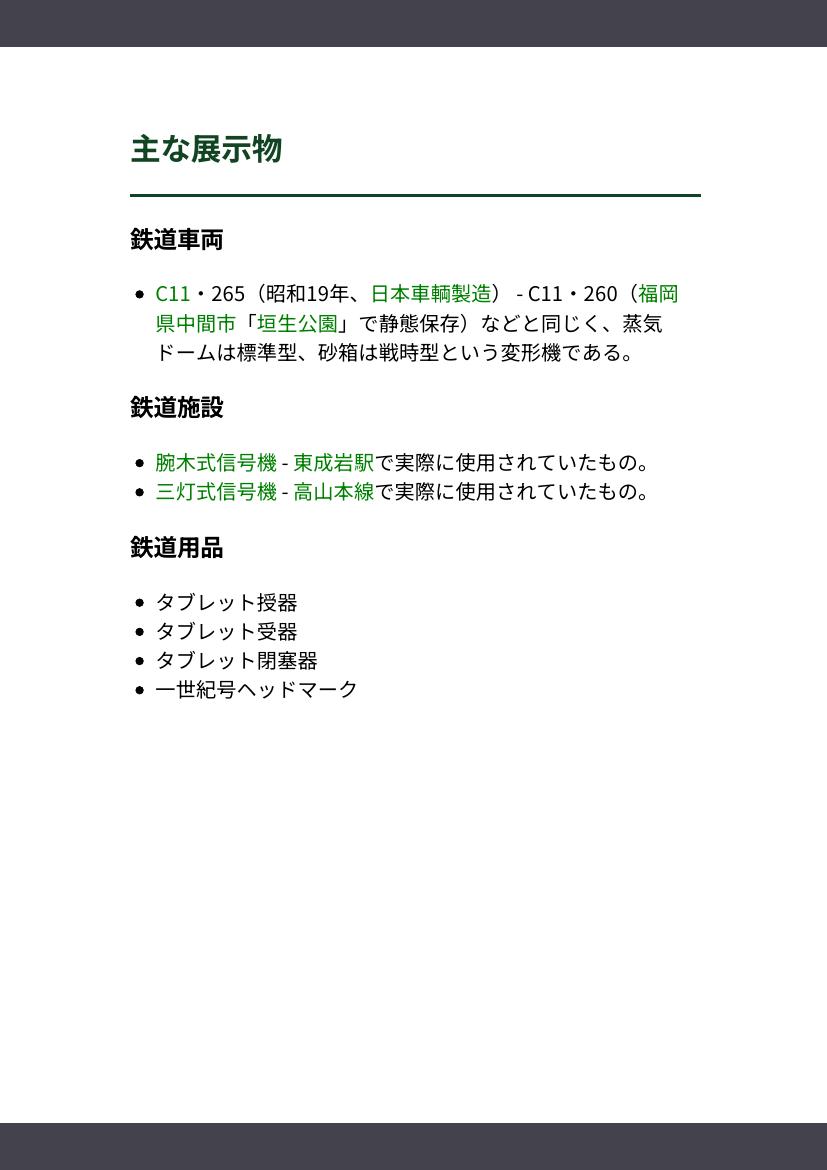 主な展示物
鉄道車両
• C11・265（昭和19年、日本車輌製造） - C11・260（福岡
県中間市「垣生公園」で静態保存）などと同じく、蒸気
ドームは標準型、砂箱は戦時型という変形機である。
鉄道施設
• 腕木式信号機 - 東成岩駅で実際に使用されていたもの。
• 三灯式信号機 - 高山本線で実際に使用されていたもの。
鉄道用品
• タブレット授器
• タブレット受器
• タブレット閉塞器
• 一世紀号ヘッドマーク